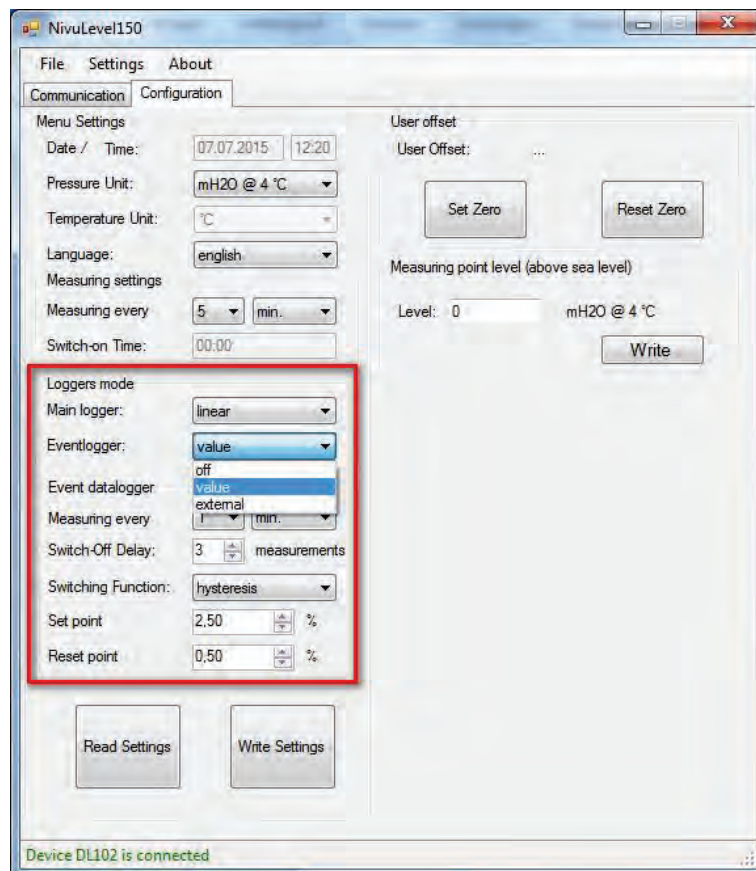 NivuLevel150
File Settings About
Communication Configuration
Menu Settings
Date / Time: 07.07.2015 12:20
Pressure Unit: mH2O @ 4 °C
Temperature Unit: °C
Language: english
Measuring settings
Measuring every 5 min.
Switch-on Time: 00:00
Loggers mode
Main logger: linear
Eventlogger: value
off
Event datalogger value
external
Measuring every 1 min.
Switch-Off Delay: 3 measurements
Switching Function: hysteresis
Set point 2,50 %
Reset point 0,50 %
Read Settings Write Settings
User offset
User Offset: ...
Set Zero Reset Zero
Measuring point level (above sea level)
Level: 0 mH2O @ 4 °C
Write
Device DL102 is connected